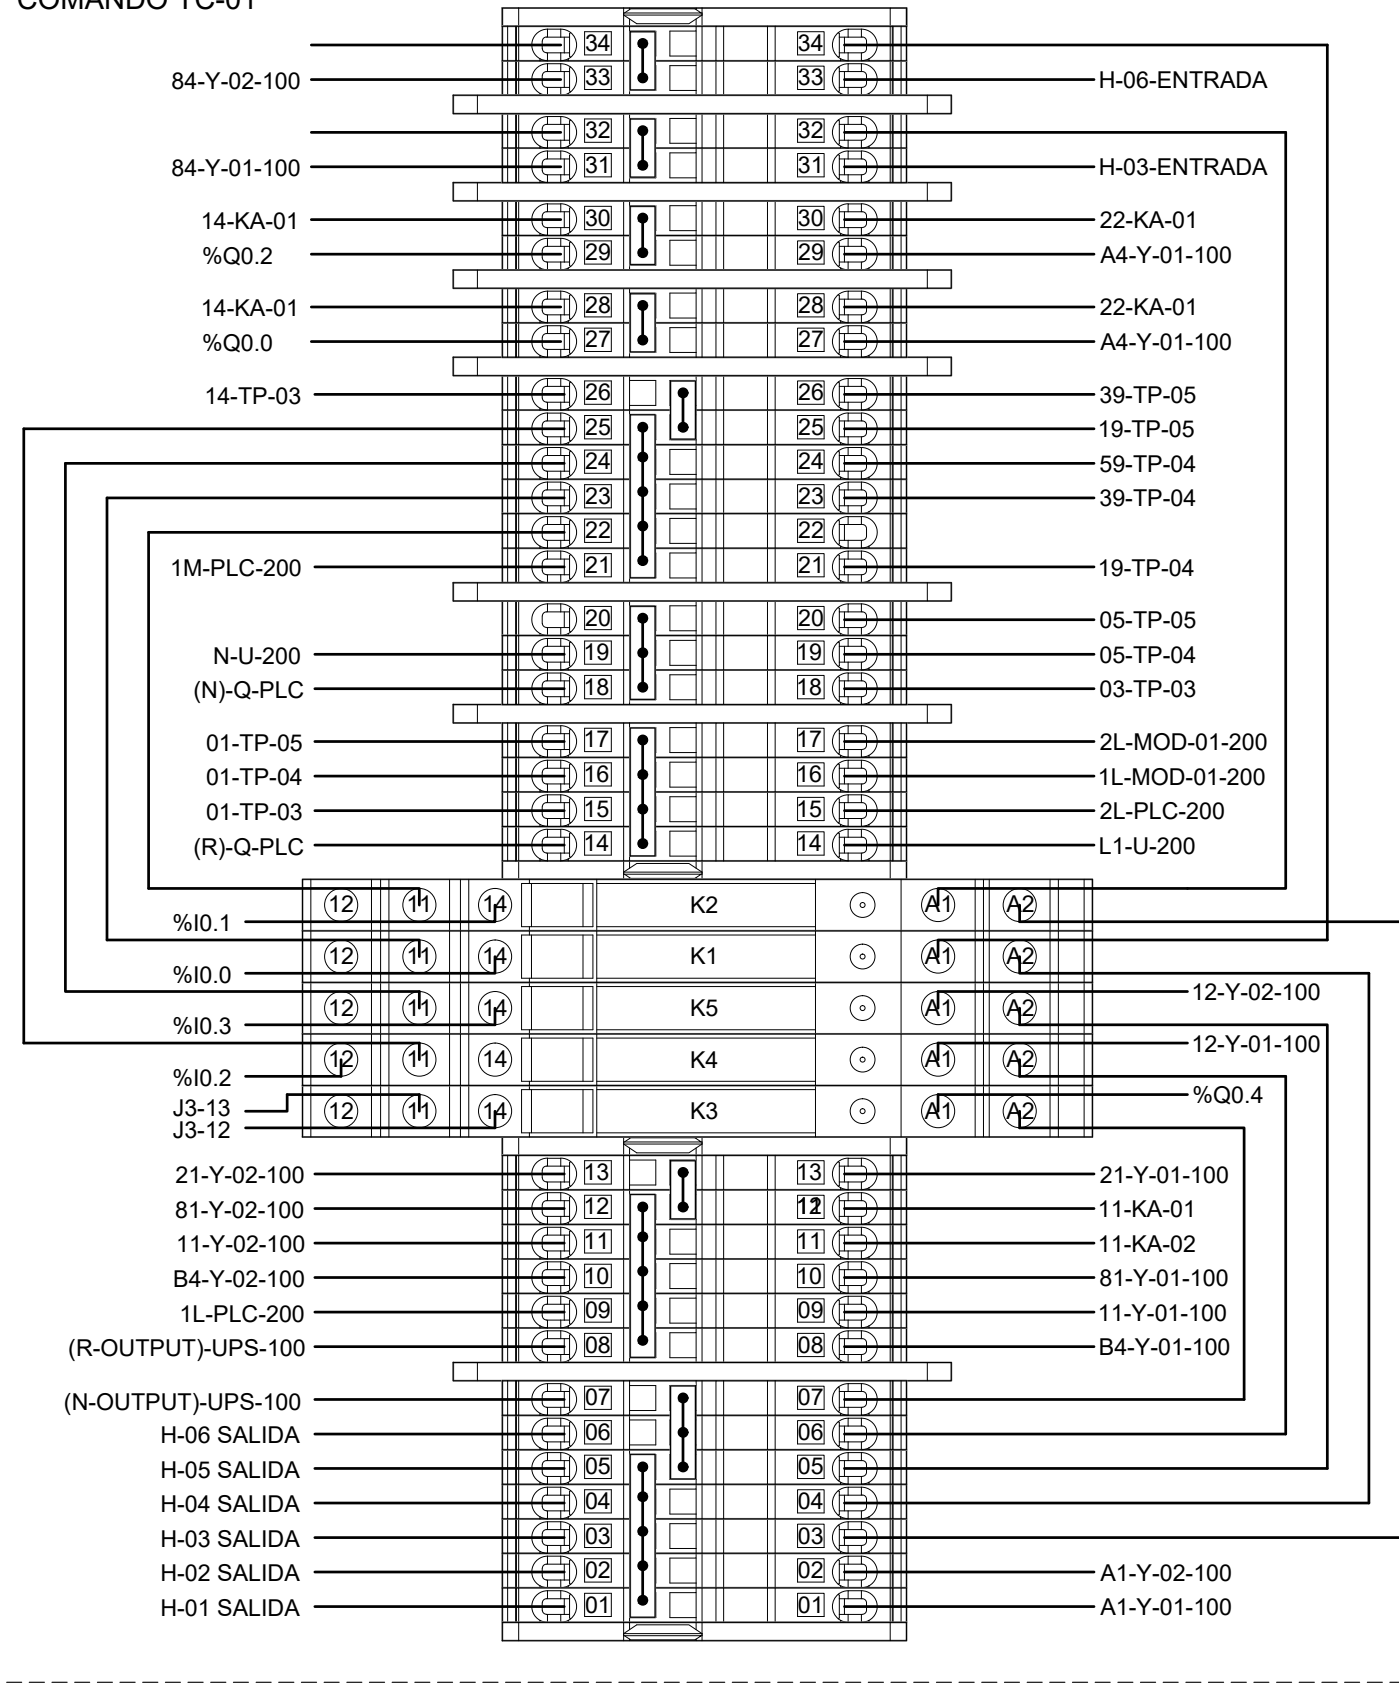 COMANDO TC-01
34 34
84-Y-02-100 33 33 H-06-ENTRADA
32 32
84-Y-01-100 31 31 H-03-ENTRADA
14-KA-01 30 30 22-KA-01
%Q0.2 29 29 A4-Y-01-100
14-KA-01 28 28 22-KA-01
%Q0.0 27 27 A4-Y-01-100
14-TP-03 26 26 39-TP-05
25 25 19-TP-05
24 24 59-TP-04
23 23 39-TP-04
22 22
1M-PLC-200 21 21 19-TP-04
20 20 05-TP-05
N-U-200 19 19 05-TP-04
(N)-Q-PLC 18 18 03-TP-03
01-TP-05 17 17 2L-MOD-01-200
01-TP-04 16 16 1L-MOD-01-200
01-TP-03 15 15 2L-PLC-200
(R)-Q-PLC 14 14 L1-U-200
12 11 14 K2 A1 A2
%I0.1
12 11 14 K1 A1 A2
%I0.0
12-Y-02-100
12 11 14 K5 A1 A2
%I0.3
12-Y-01-100
12 11 14 K4 A1 A2
%I0.2
%Q0.4
J3-13 12 11 14 K3 A1 A2
J3-12
21-Y-02-100 13 13 21-Y-01-100
81-Y-02-100 12 12 11-KA-01
11-Y-02-100 11 11 11-KA-02
B4-Y-02-100 10 10 81-Y-01-100
1L-PLC-200 09 09 11-Y-01-100
(R-OUTPUT)-UPS-100 08 08 B4-Y-01-100
(N-OUTPUT)-UPS-100 07 07
H-06 SALIDA 06 06
H-05 SALIDA 05 05
H-04 SALIDA 04 04
H-03 SALIDA 03 03
H-02 SALIDA 02 02 A1-Y-02-100
H-01 SALIDA 01 01 A1-Y-01-100